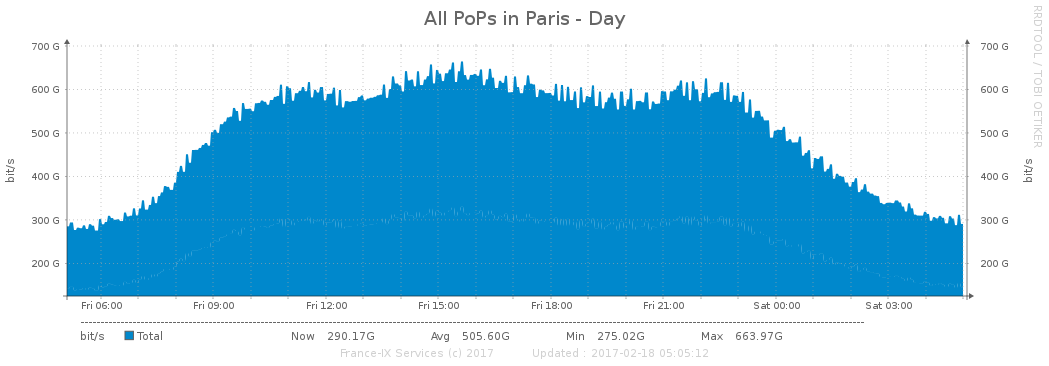 All PoPs in Paris - Day
RRDTOOL / TOBI OETIKER
bit/s
700 G 700 G
600 G 600 G
500 G 500 G
400 G 400 G
300 G 300 G
200 G 200 G
bit/s
Fri 06:00 Fri 09:00 Fri 12:00 Fri 15:00 Fri 18:00 Fri 21:00 Sat 00:00 Sat 03:00
bit/s Total Now 290.17G Avg 505.60G Min 275.02G Max 663.97G
France-IX Services (c) 2017 Updated : 2017-02-18 05:05:12